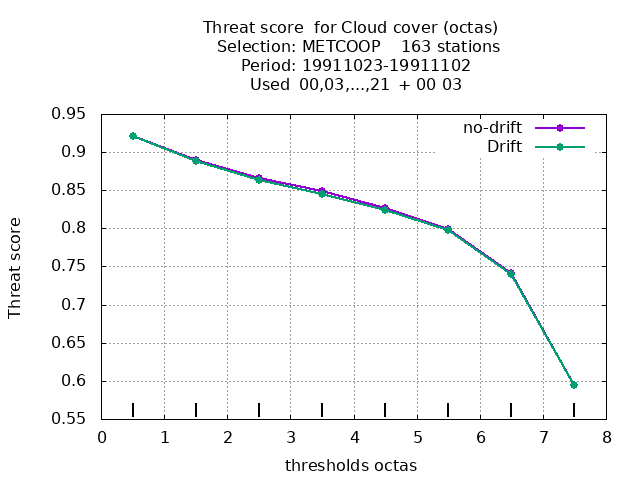 Threat score  for Cloud cover (octas)
Selection: METCOOP    163 stations
Period: 19911023-19911102
Used  00,03,...,21  + 00 03
0.95
0.9
0.85
0.8
0.75
0.7
0.65
0.6
0.55
Threat score
no-drift
Drift
0 1 2 3 4 5 6 7 8
thresholds octas